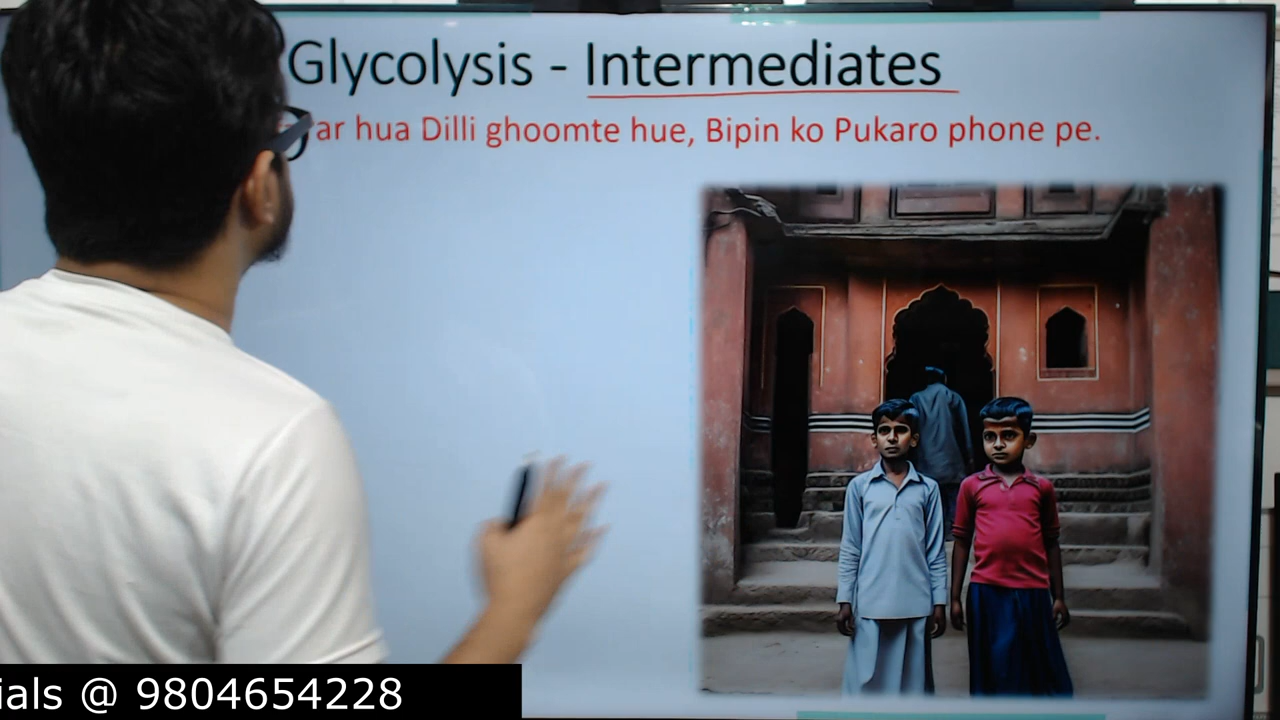 Glycolysis - Intermediates
ar hua Dilli ghoomte hue, Bipin ko Pukaro phone pe.
ials @ 9804654228